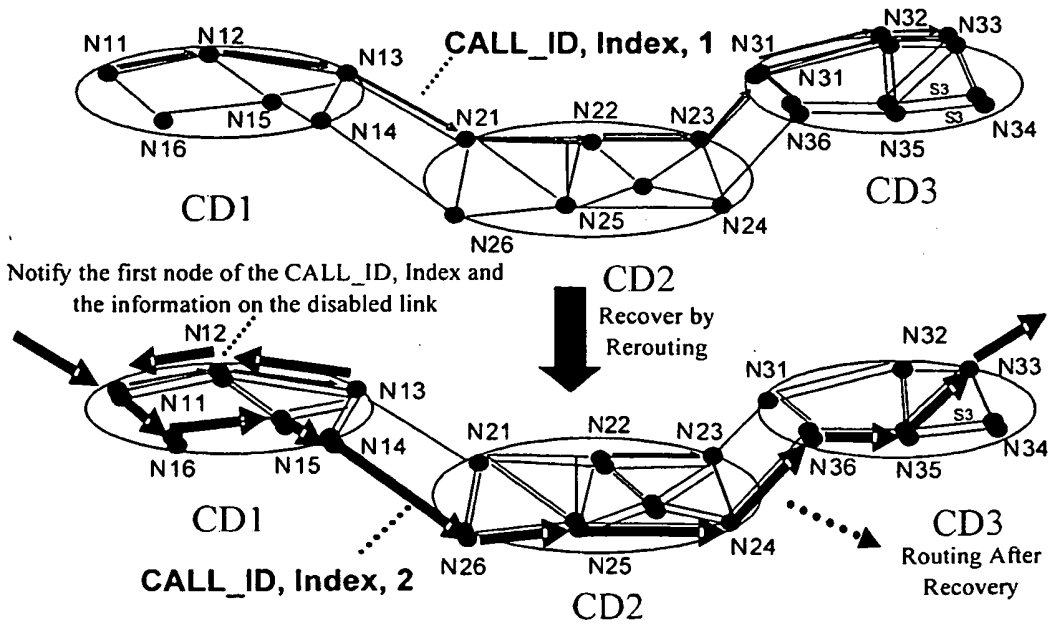 N11
N12
N13
CALL_ID, Index, 1
N31
N32
N33
N31
S3
S3
N16
N15
N14
N21
N22
N23
N36
N35
N34
CD1
CD3
N26
N25
N24
CD2
Notify the first node of the CALL_ID, Index and
the information on the disabled link
Recover by
Rerouting
N12
N11
N13
N16
N15
N14
N21
N22
N23
N31
N32
N33
S3
N36
N35
N34
CD1
N26
N25
N24
CD3
Routing After
Recovery
CALL_ID, Index, 2
CD2